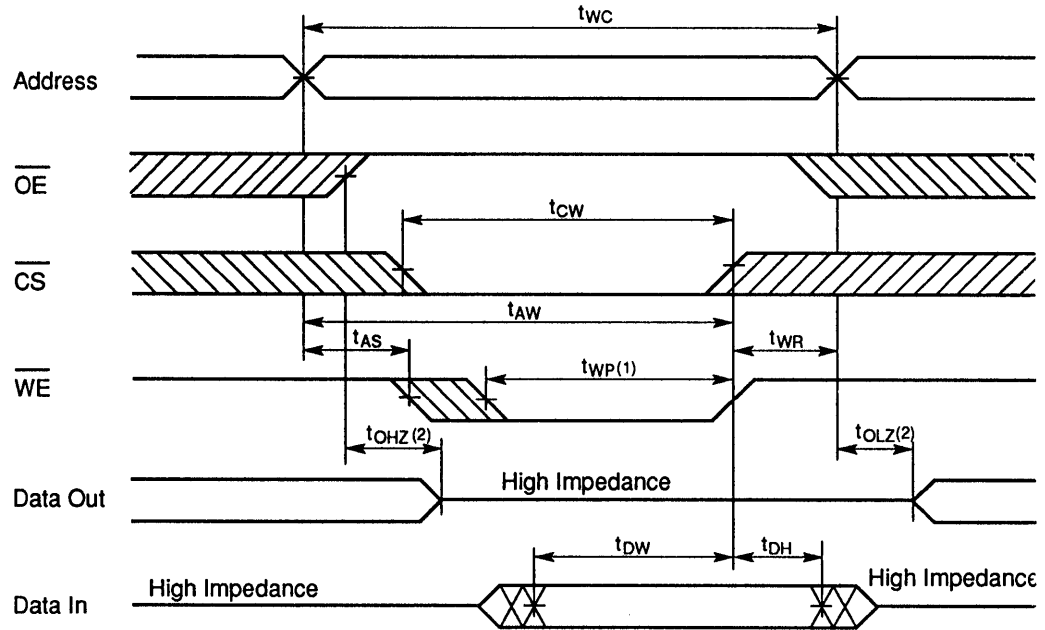 tWC
Address
OE
tCW
CS
tAW
tAS
tWR
WE
tWP(1)
tOHZ(2)
tOLZ(2)
High Impedance
Data Out
tDW
tDH
High Impedance
High Impedance
Data In